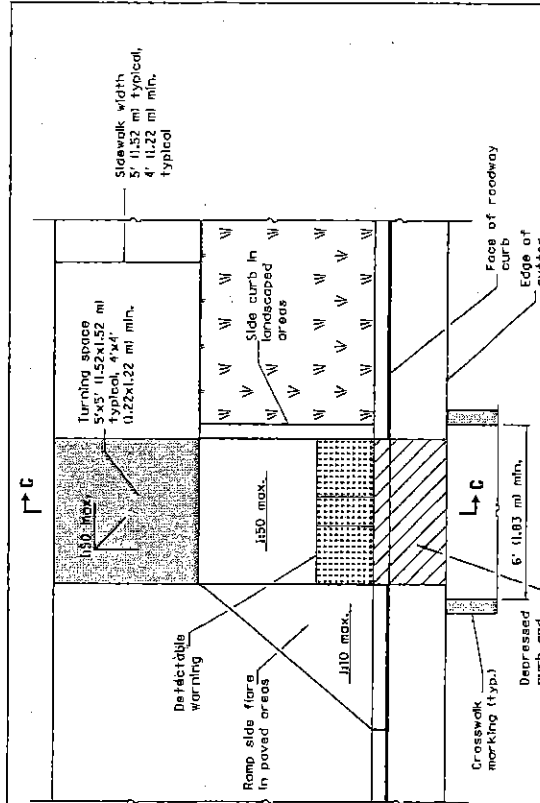 Sidewalk width
5' (1.52 m) typical,
4' (1.22 m) min.
typical
Turning space
5'x5' (1.52x1.52 m)
typical, 4'x4'
(1.22x1.22 m) min.
1:50 max.
C
Side curb in
landscaped
areas
Detectable
warning
1:50 max.
Ramp side flare
in paved areas
1:10 max.
Face of roadway
curb
Edge of
C
6' (1.83 m) min.
Crosswalk
marking (typ.)
Depressed